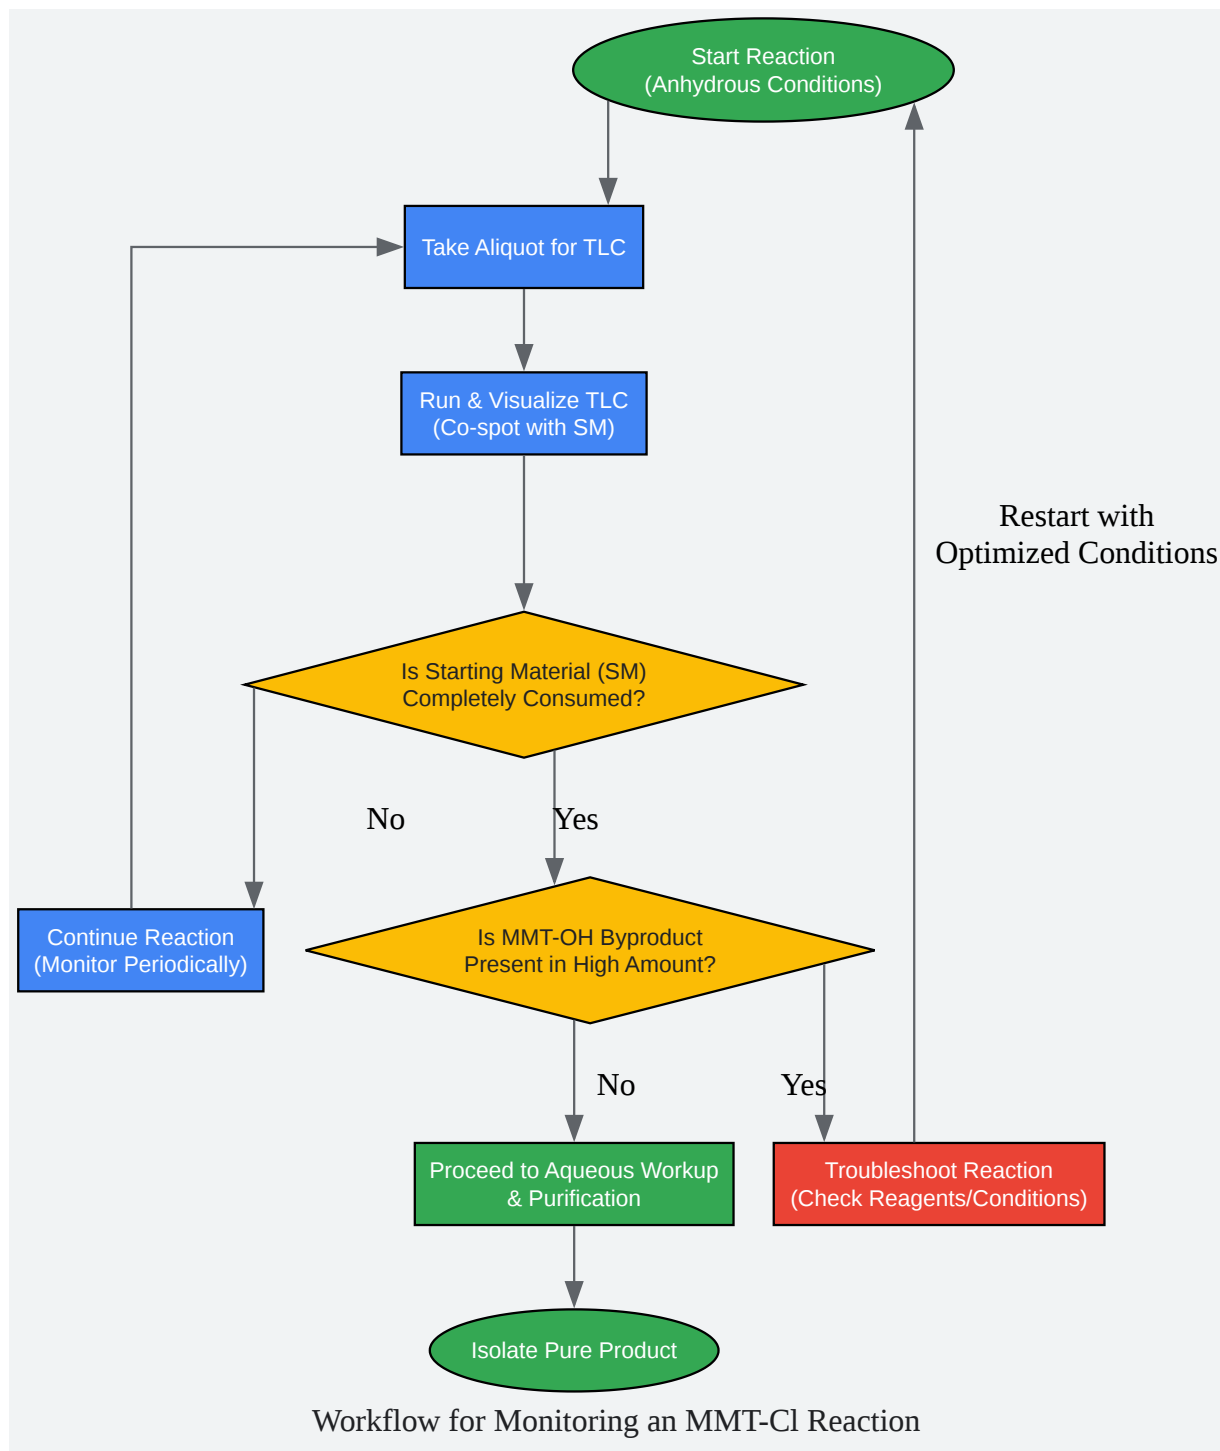 Start Reaction
(Anhydrous Conditions)
Take Aliquot for TLC
Run & Visualize TLC
(Co-spot with SM)
Restart with
Optimized Conditions
Is Starting Material (SM)
Completely Consumed?
No
Yes
Continue Reaction
(Monitor Periodically)
Is MMT-OH Byproduct
Present in High Amount?
No
Yes
Proceed to Aqueous Workup
& Purification
Troubleshoot Reaction
(Check Reagents/Conditions)
Isolate Pure Product
Workflow for Monitoring an MMT-Cl Reaction